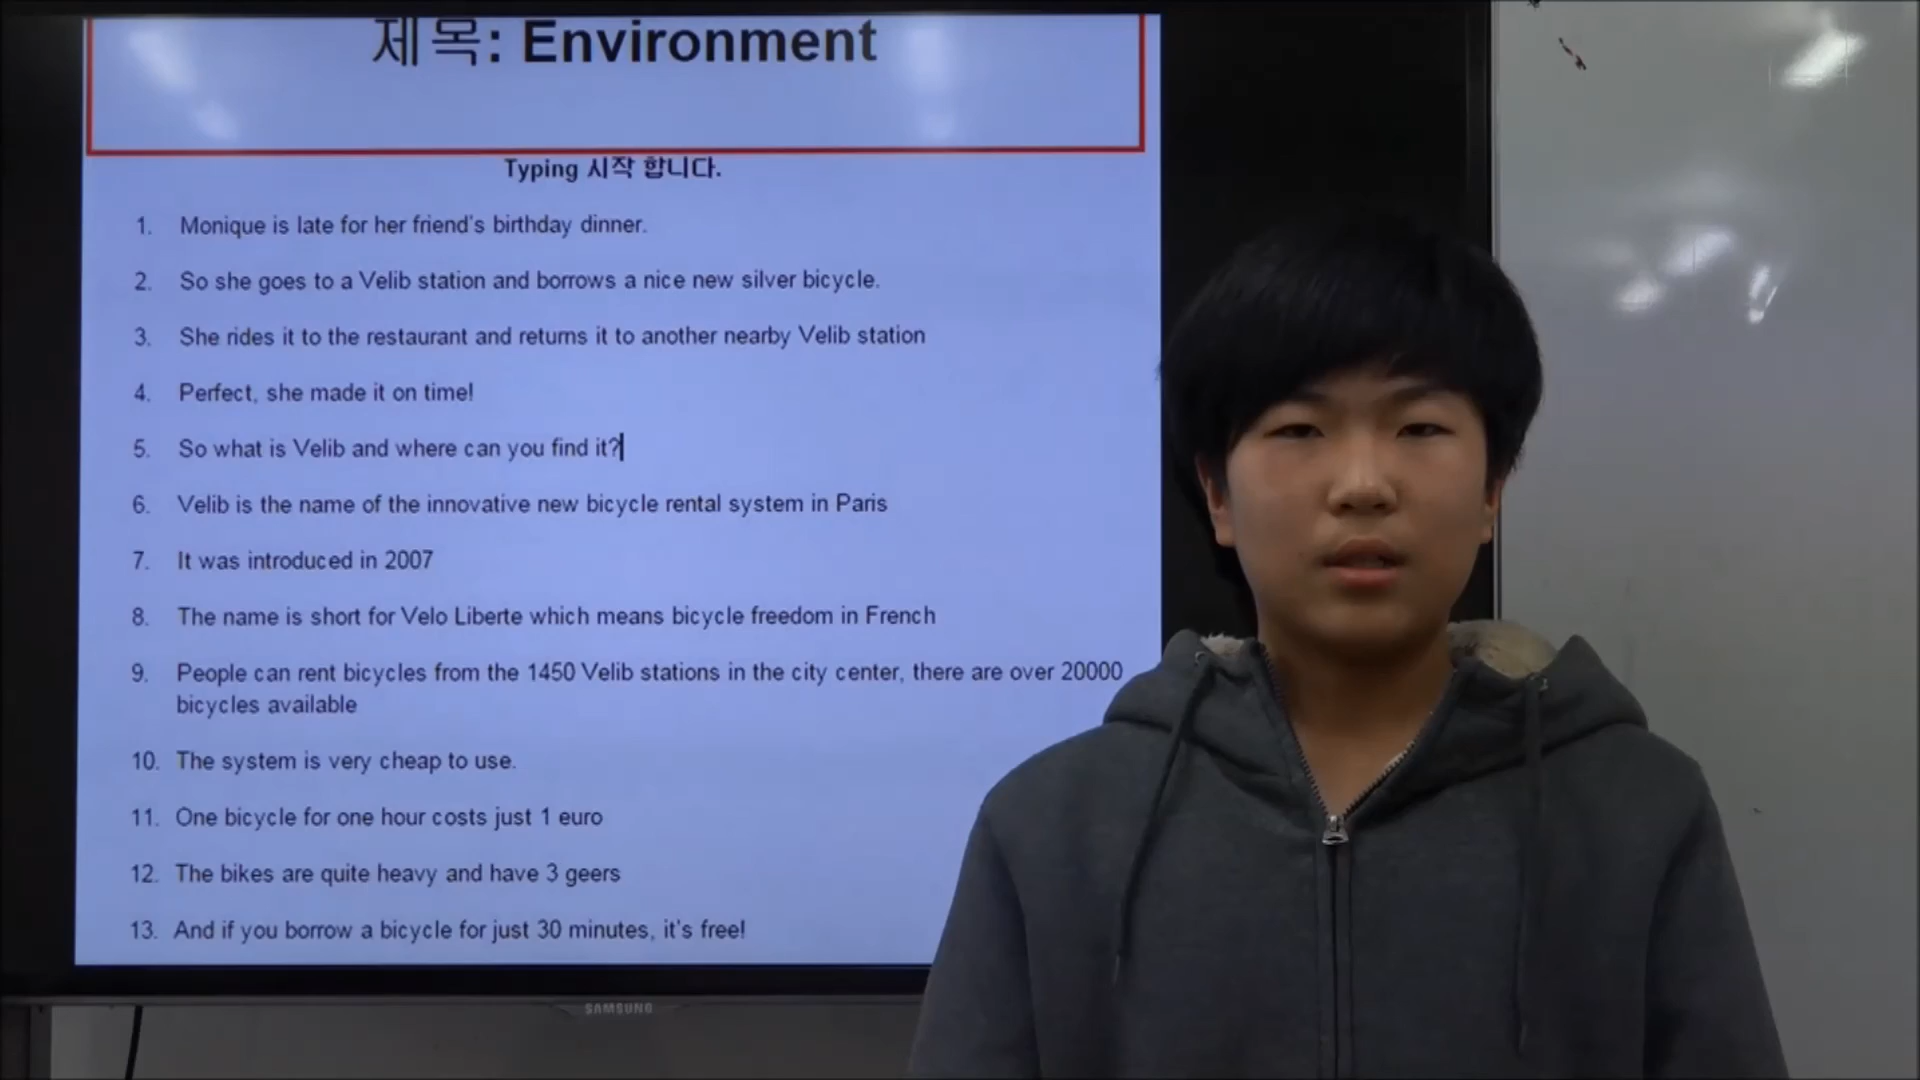 제목: Environment
Typing 시작 합니다.
1. Monique is late for her friend's birthday dinner.
2. So she goes to a Velib station and borrows a nice new silver bicycle.
3. She rides it to the restaurant and returns it to another nearby Velib station
4. Perfect, she made it on time!
5. So what is Velib and where can you find it?
6. Velib is the name of the innovative new bicycle rental system in Paris
7. It was introduced in 2007
8. The name is short for Velo Liberte which means bicycle freedom in French
9. People can rent bicycles from the 1450 Velib stations in the city center, there are over 20000
bicycles available
10. The system is very cheap to use.
11. One bicycle for one hour costs just 1 euro
12. The bikes are quite heavy and have 3 geers
13. And if you borrow a bicycle for just 30 minutes, it's free!
SAMSUNG